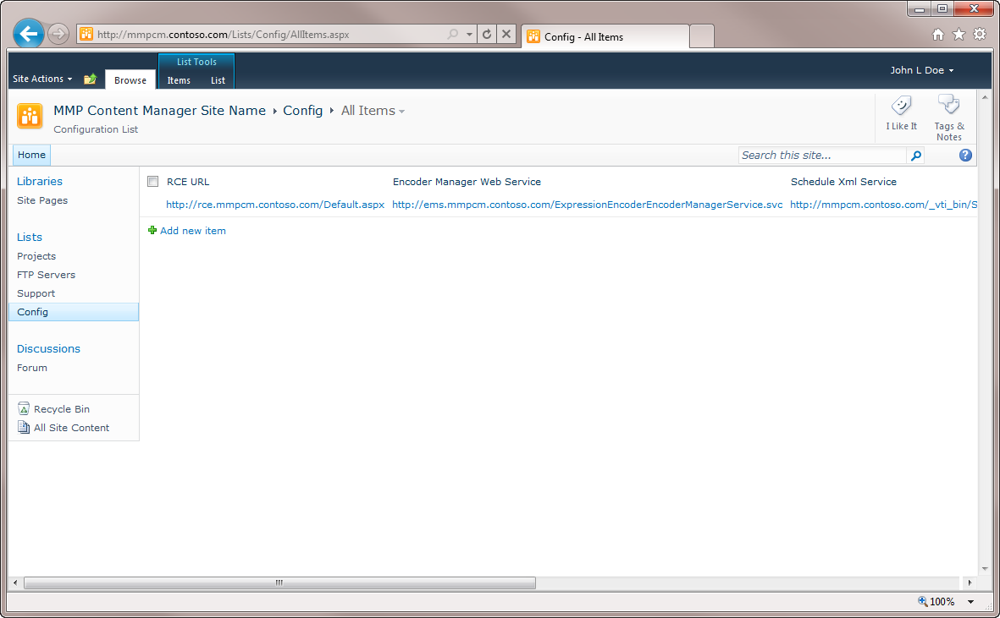 http://mmpcm.contoso.com/Lists/Config/AllItems.aspx
Config - All Items
Site Actions
Browse
List Tools
Items
List
John L Doe
MMP Content Manager Site Name
Config
All Items
Configuration List
I Like It
Tags &
Notes
Home
Search this site...
Libraries
Site Pages
Lists
Projects
FTP Servers
Support
Config
Discussions
Forum
Recycle Bin
All Site Content
RCE URL
Encoder Manager Web Service
Schedule Xml Service
http://rce.mmpcm.contoso.com/Default.aspx
http://ems.mmpcm.contoso.com/ExpressionEncoderEncoderManagerService.svc
http://mmpcm.contoso.com/_vti_bin/S
Add new item
100%